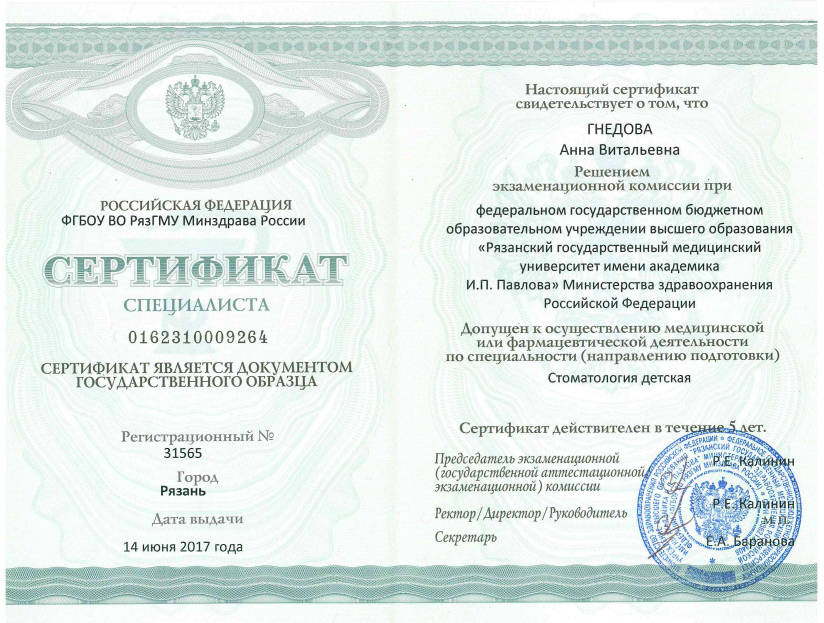 РОССИЙСКАЯ ФЕДЕРАЦИЯ
ФГБОУ ВО РязГМУ Минздрава России
СЕРТИФИКАТ
СПЕЦИАЛИСТА
0162310009264
СЕРТИФИКАТ ЯВЛЯЕТСЯ ДОКУМЕНТОМ
ГОСУДАРСТВЕННОГО ОБРАЗЦА
Регистрационный №
31565
Город
Рязань
Дата выдачи
14 июня 2017 года
Настоящий сертификат
свидетельствует о том, что
ГНЕДОВА
Анна Витальевна
Решением
экзаменационной комиссии при
федеральном государственном бюджетном
образовательном учреждении высшего образования
«Рязанский государственный медицинский
университет имени академика
И.П. Павлова» Министерства здравоохранения
Российской Федерации
Допущен к осуществлению медицинской
или фармацевтической деятельности
по специальности (направлению подготовки)
Стоматология детская
Сертификат действителен в течение 5 лет.
Председатель экзаменационной
(государственной аттестационной,
экзаменационной) комиссии
Р.Е. Калинин
Ректор/Директор/Руководитель
Р.Е. Калинин
М.П.
Секретарь
Е.А. Баранова